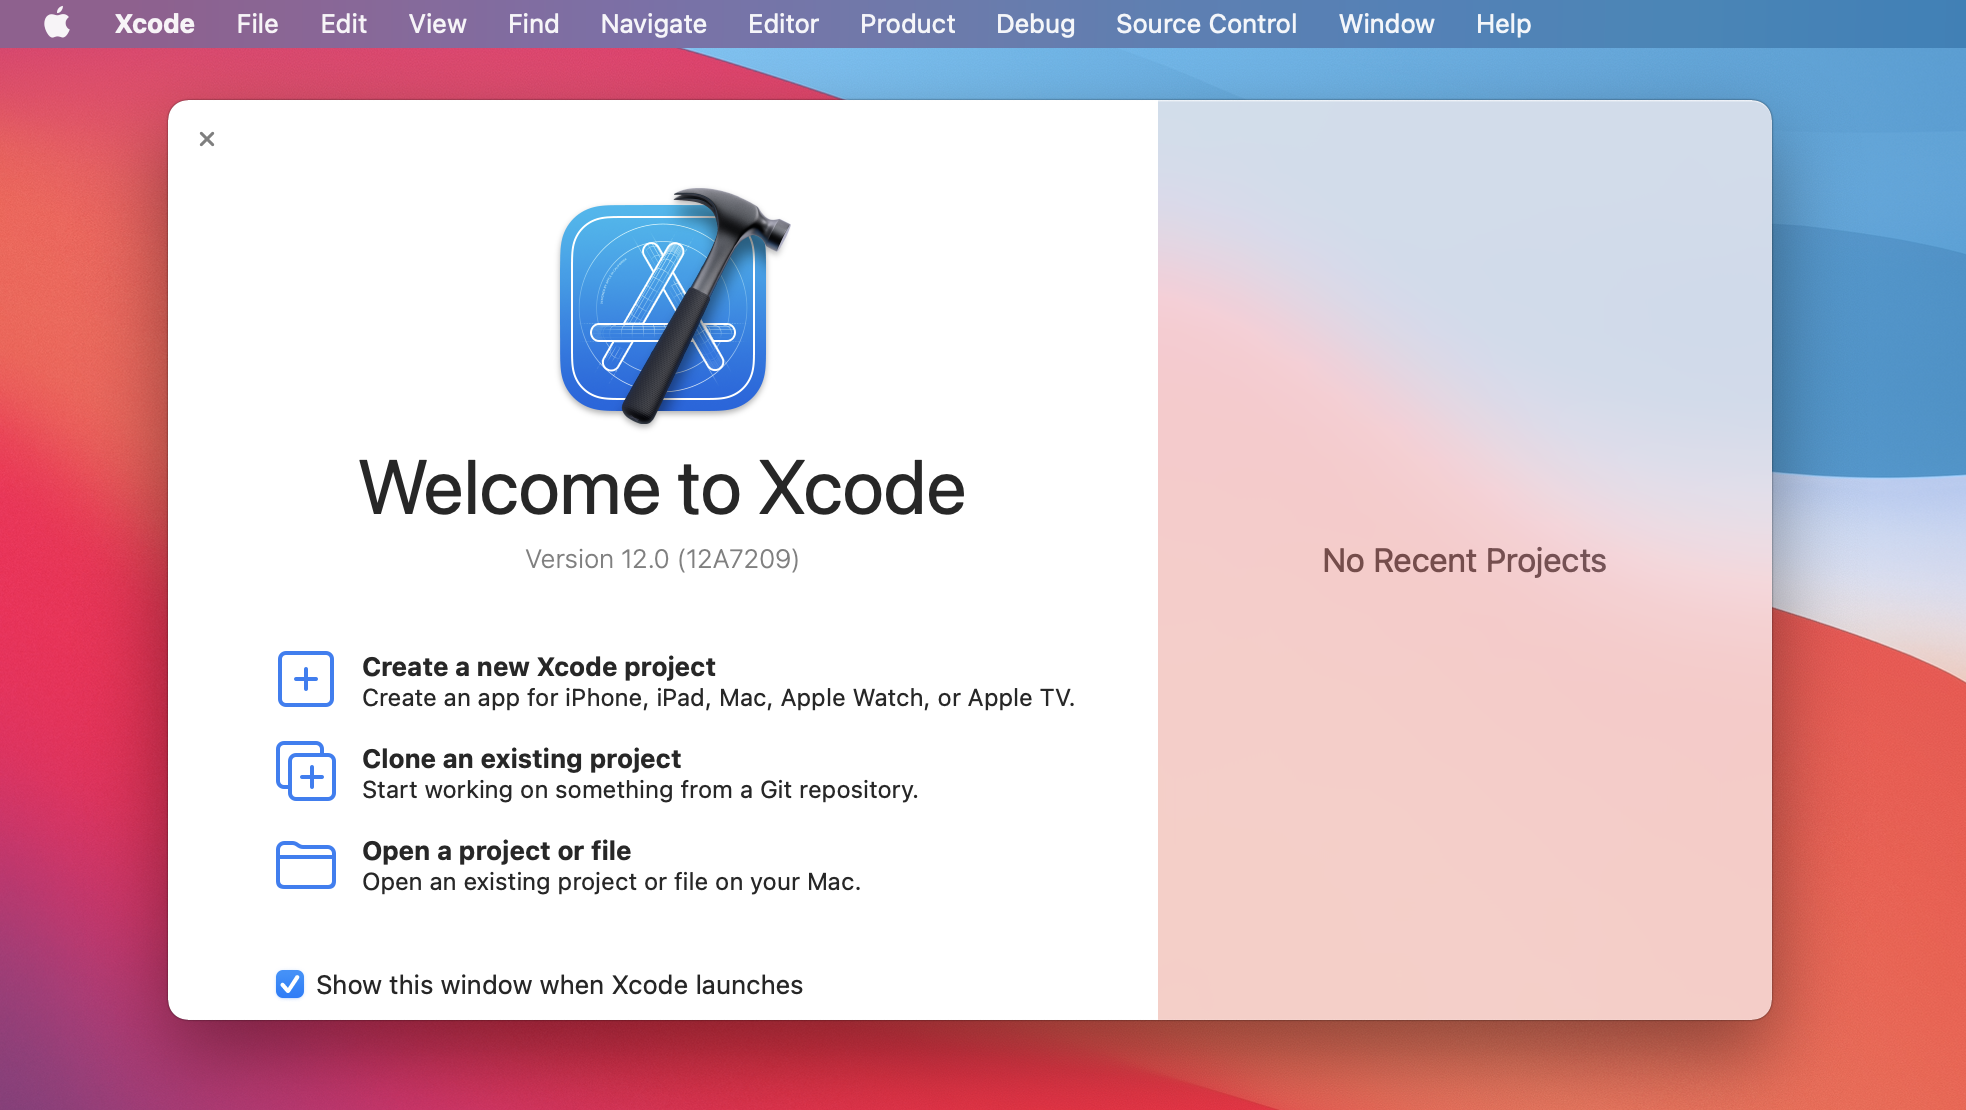 Xcode File Edit View Find Navigate Editor Product Debug Source Control Window Help
Welcome to Xcode
Version 12.0 (12A7209)
Create a new Xcode project
Create an app for iPhone, iPad, Mac, Apple Watch, or Apple TV.
Clone an existing project
Start working on something from a Git repository.
Open a project or file
Open an existing project or file on your Mac.
Show this window when Xcode launches
No Recent Projects